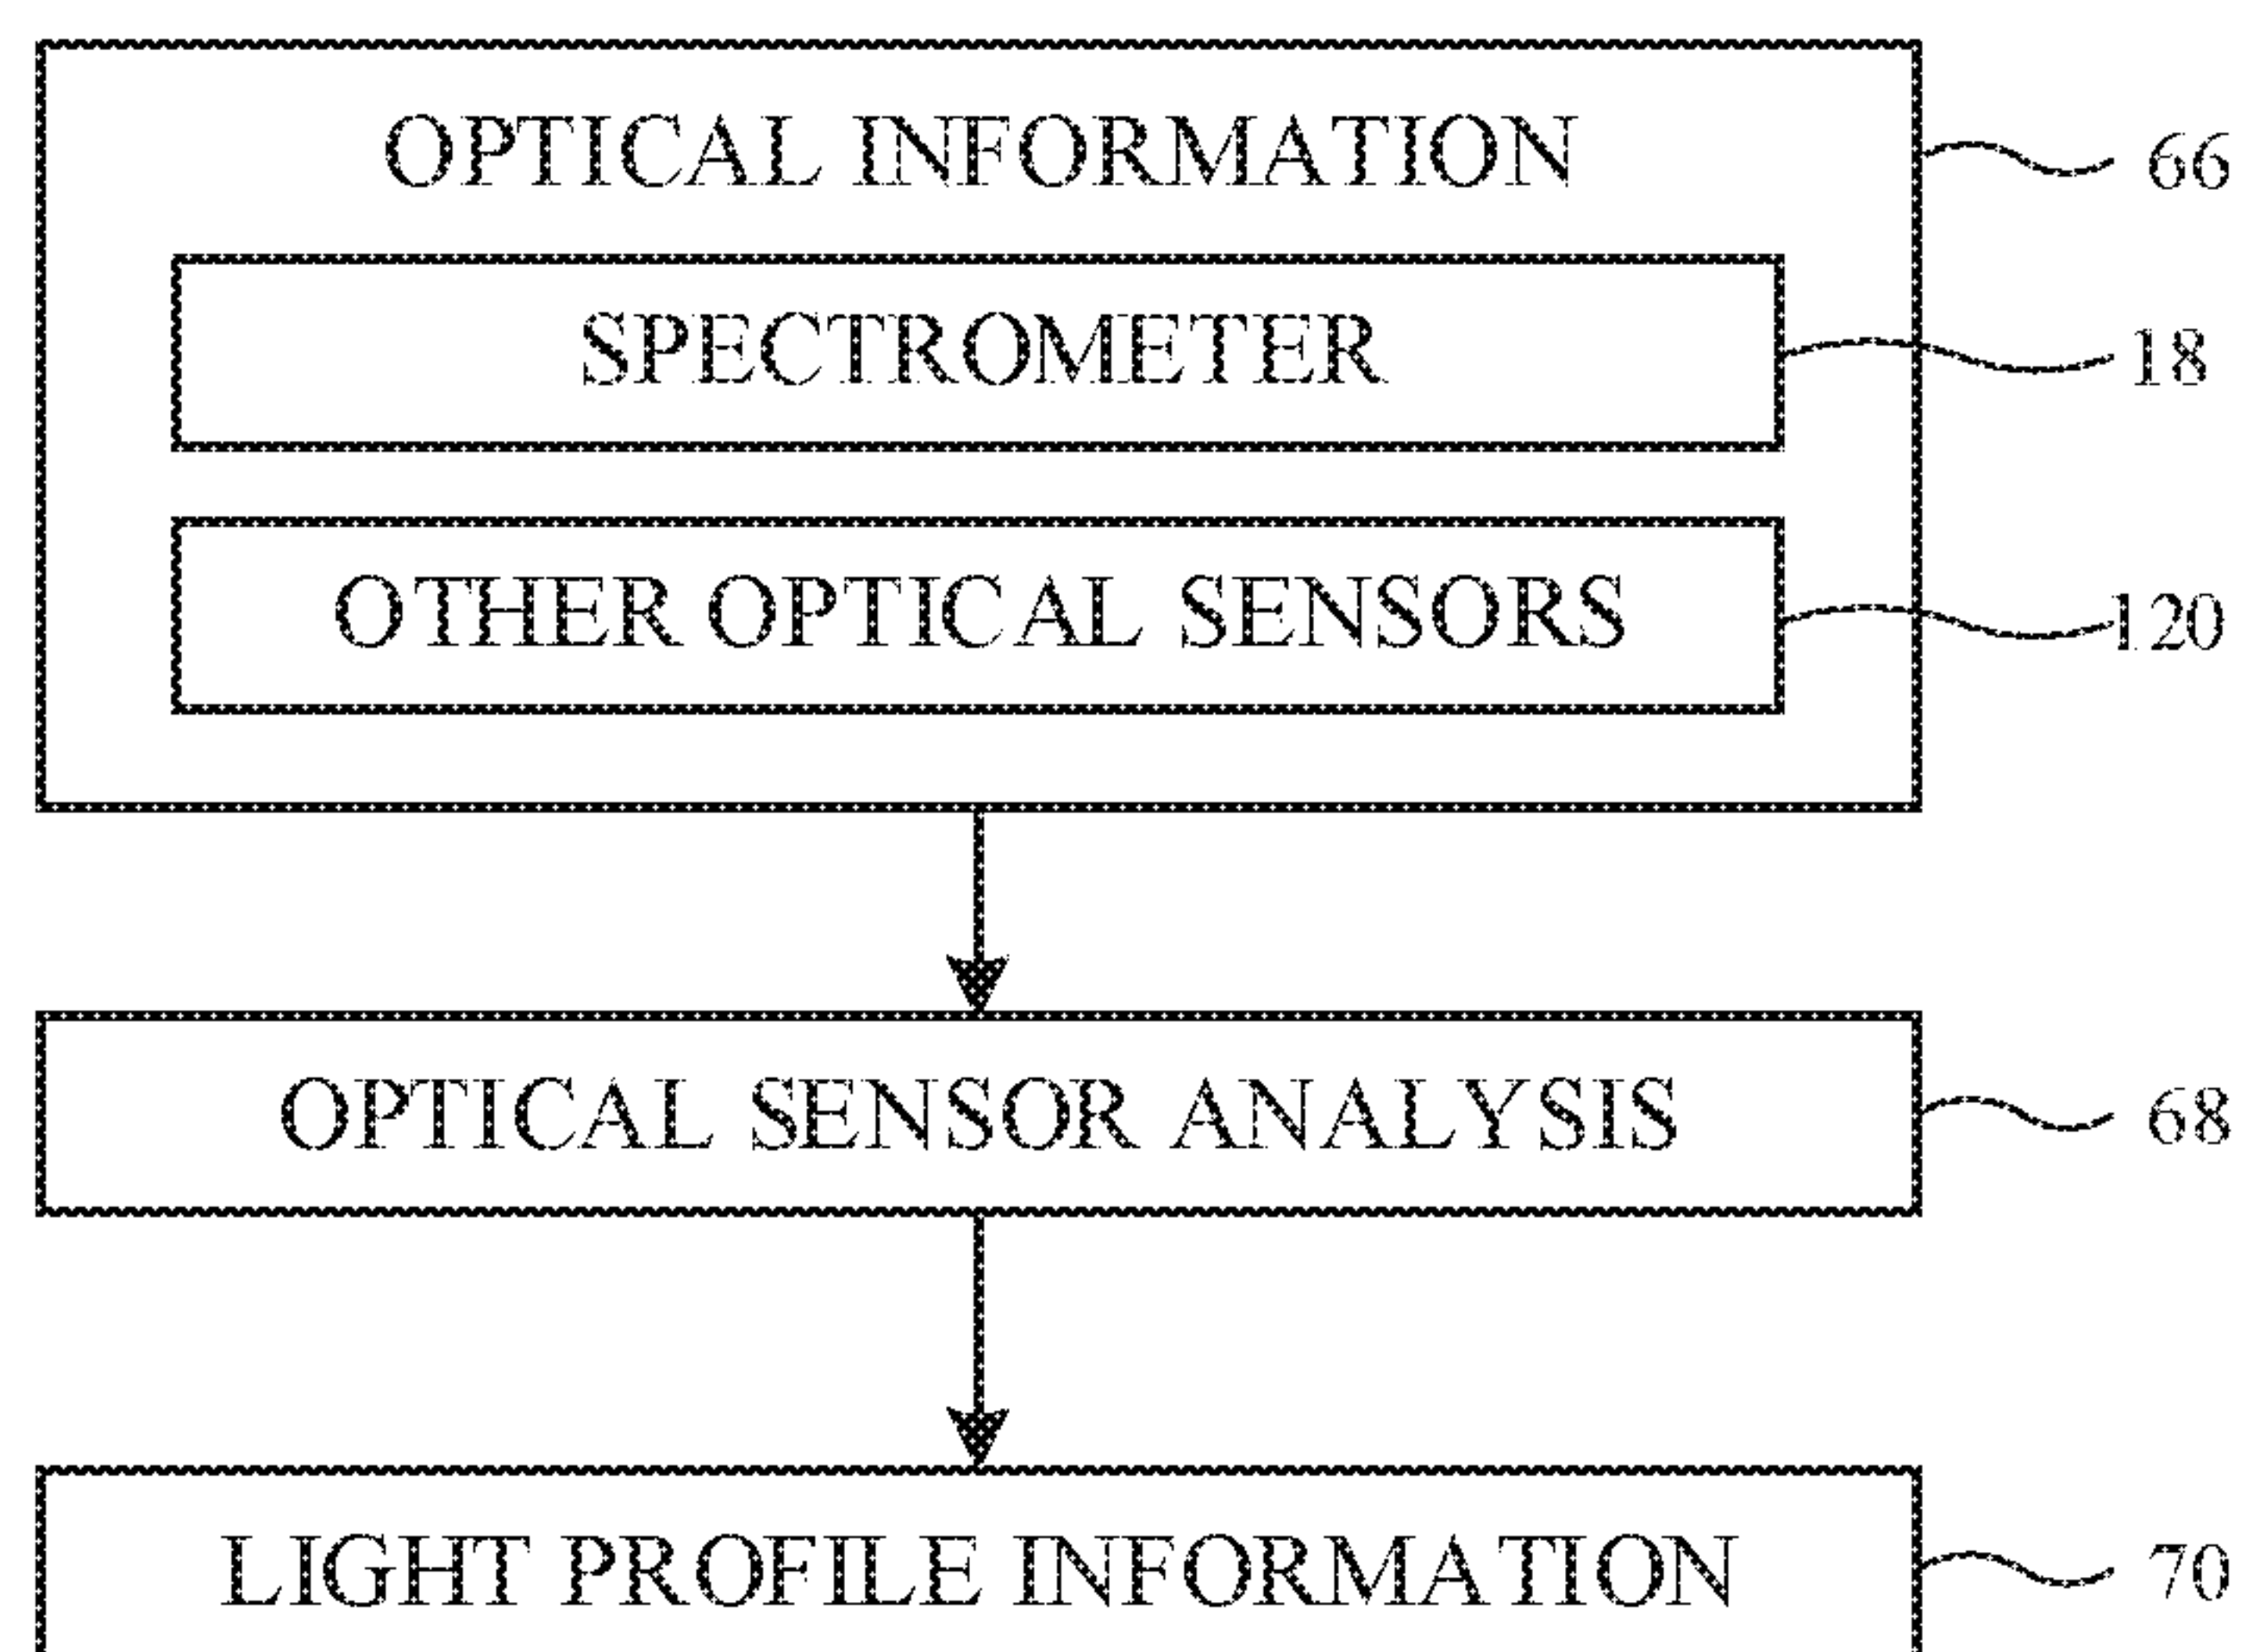 OPTICAL INFORMATION 66
SPECTROMETER 18
OTHER OPTICAL SENSORS 120
OPTICAL SENSOR ANALYSIS 68
LIGHT PROFILE INFORMATION 70